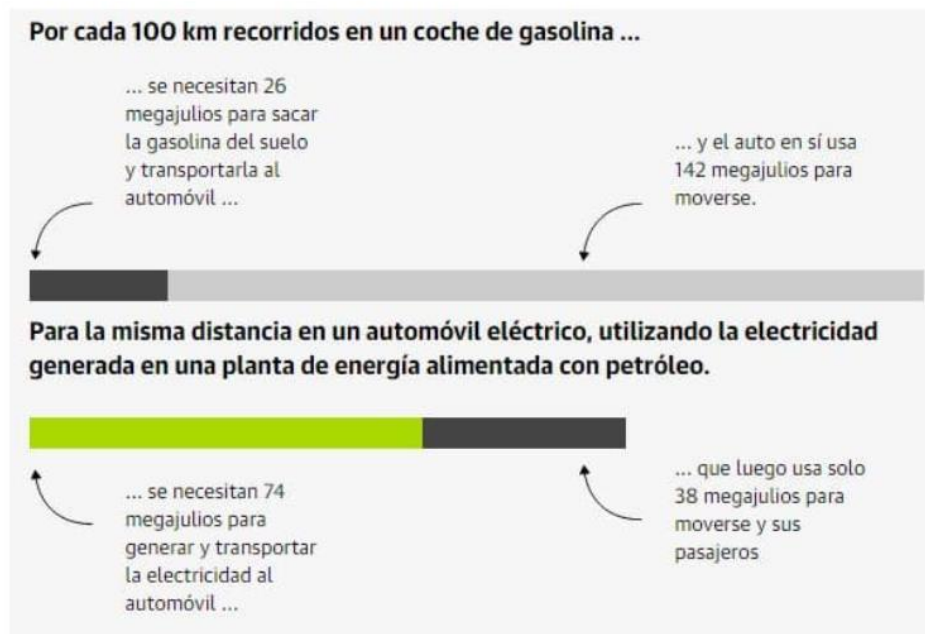 Por cada 100 km recorridos en un coche de gasolina ...
... se necesitan 26
megajulios para sacar
la gasolina del suelo
y transportarla al
automóvil ...
... y el auto en sí usa
142 megajulios para
moverse.
Para la misma distancia en un automóvil eléctrico, utilizando la electricidad
generada en una planta de energía alimentada con petróleo.
... se necesitan 74
megajulios para
generar y transportar
la electricidad al
automóvil ...
... que luego usa solo
38 megajulios para
moverse y sus
pasajeros